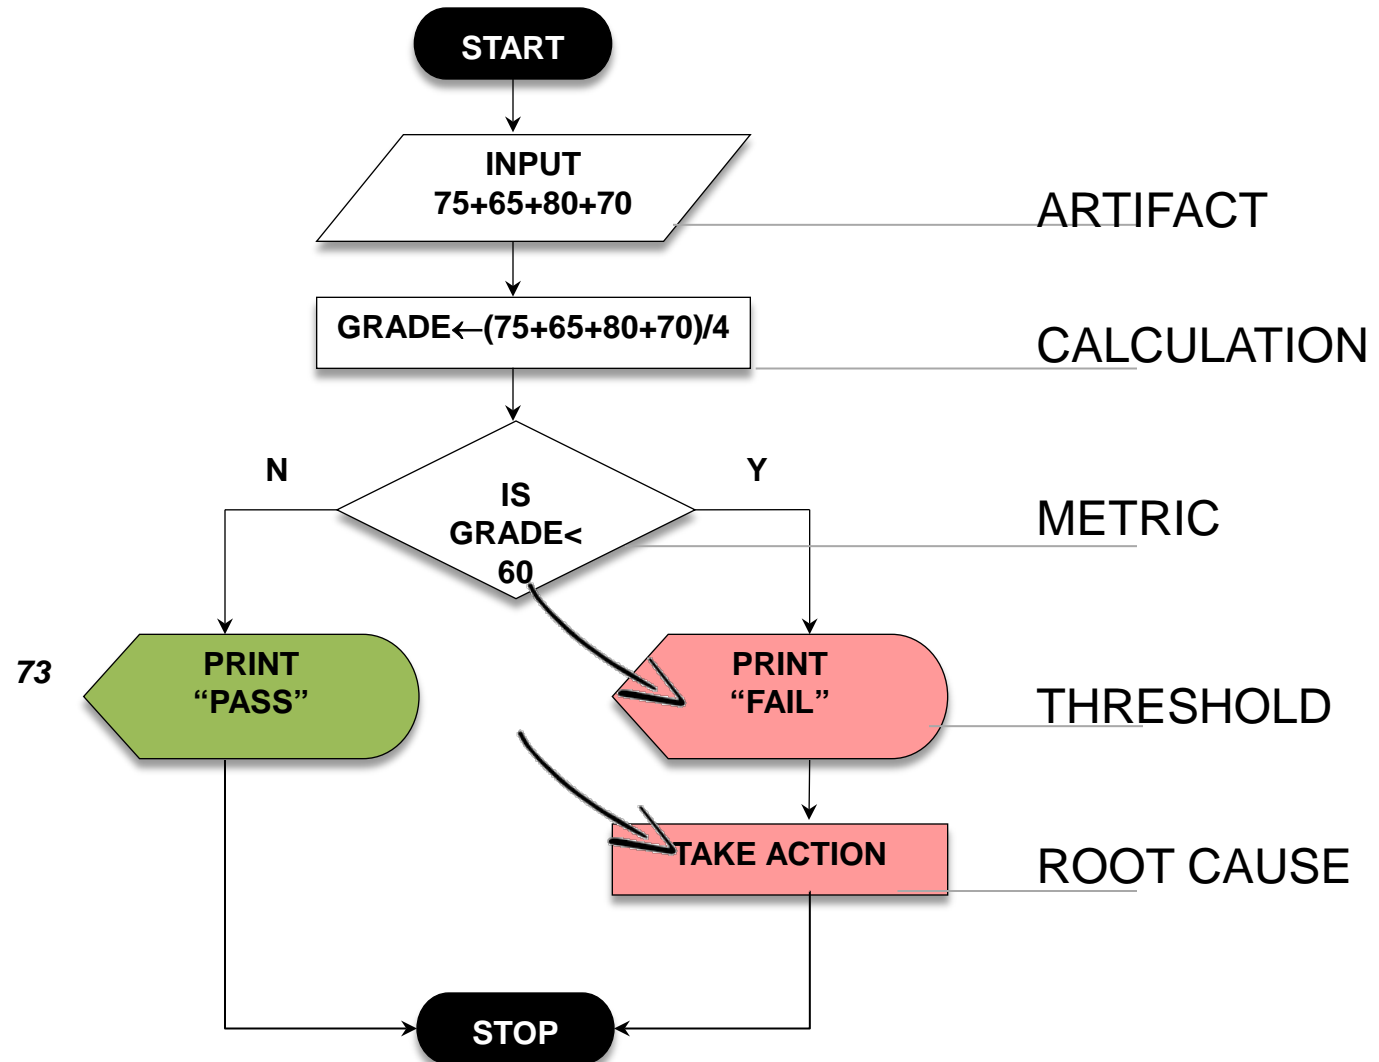 START
INPUT
75+65+80+70
ARTIFACT
GRADE←(75+65+80+70)/4
CALCULATION
N
Y
IS
GRADE<
60
METRIC
73
PRINT
“PASS”
PRINT
“FAIL”
THRESHOLD
TAKE ACTION
ROOT CAUSE
STOP